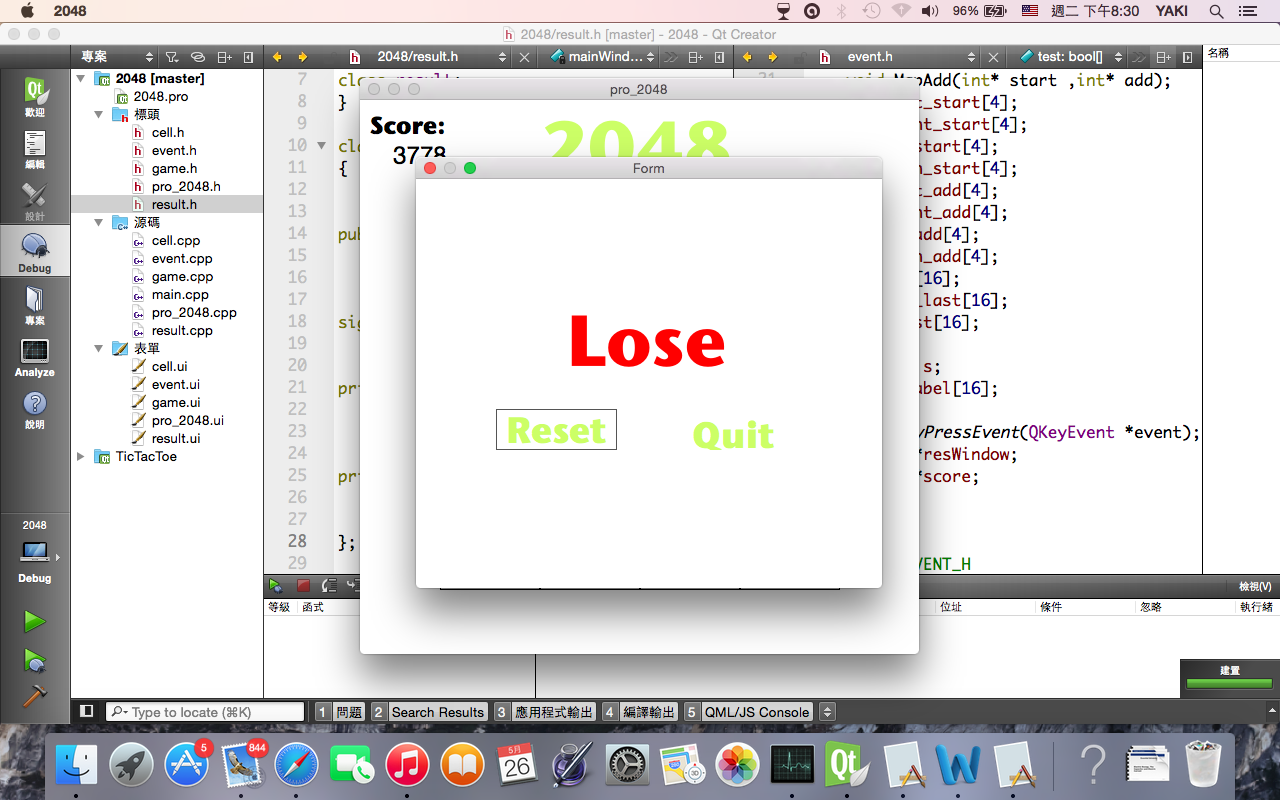 2048
96%
週二 下午8:30
YAKI
2048/result.h [master] - 2048 - Qt Creator
專案
2048/result.h
mainWind...
event.h
test: bool[]
名稱
歡迎
編輯
設計
Debug
專案
Analyze
說明
2048
Debug
2048 [master]
2048.pro
標頭
cell.h
event.h
game.h
pro_2048.h
result.h
源碼
cell.cpp
event.cpp
game.cpp
main.cpp
pro_2048.cpp
result.cpp
表單
cell.ui
event.ui
game.ui
pro_2048.ui
result.ui
TicTacToe
7
8 }
9
10 cla
11 {
12
13
14 pub
15
16
17
18 sig
19
20
21 pri
22
23
24
25 pri
26
27
28 };
29
pro_2048
Score:
3778
2048
Form
Lose
Reset
Quit
void MapAdd(int* start ,int* add);
t_start[4];
nt_start[4];
start[4];
n_start[4];
t_add[4];
nt_add[4];
add[4];
n_add[4];
[16];
_last[16];
st[16];
s;
abel[16];
yPressEvent(QKeyEvent *event);
*resWindow;
*score;
VENT_H
檢視(V)
等級
函式
位址
條件
忽略
執行緒
建置
Type to locate (⌘K)
1 問題
2 Search Results
3 應用程式輸出
4 編譯輸出
5 QML/JS Console
5
844
5月
26